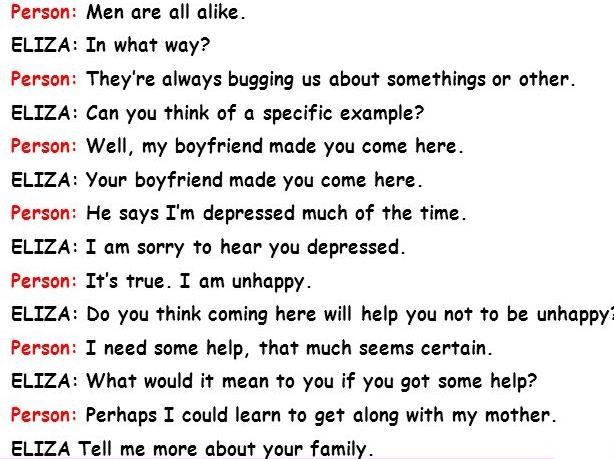 Person: Men are all alike.
ELIZA: In what way?
Person: They're always bugging us about somethings or other.
ELIZA: Can you think of a specific example?
Person: Well, my boyfriend made you come here.
ELIZA: Your boyfriend made you come here.
Person: He says I'm depressed much of the time.
ELIZA: I am sorry to hear you depressed.
Person: It's true. I am unhappy.
ELIZA: Do you think coming here will help you not to be unhappy?
Person: I need some help, that much seems certain.
ELIZA: What would it mean to you if you got some help?
Person: Perhaps I could learn to get along with my mother.
ELIZA Tell me more about your family.